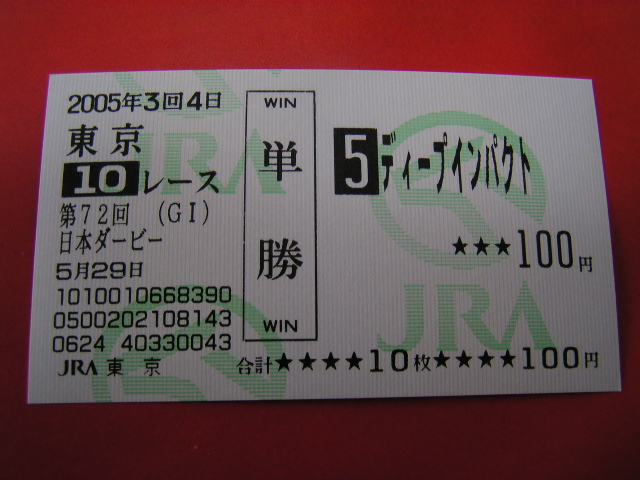 2005年3回4日
東京
10レース
第72回 (GI)
日本ダービー
5月29日
1010010668390
0500202108143
0624 40330043
JRA 東京
WIN
単勝
WIN
5ディープインパクト
★★★100円
合計★★★★10枚★★★★100円
JRA
JRA